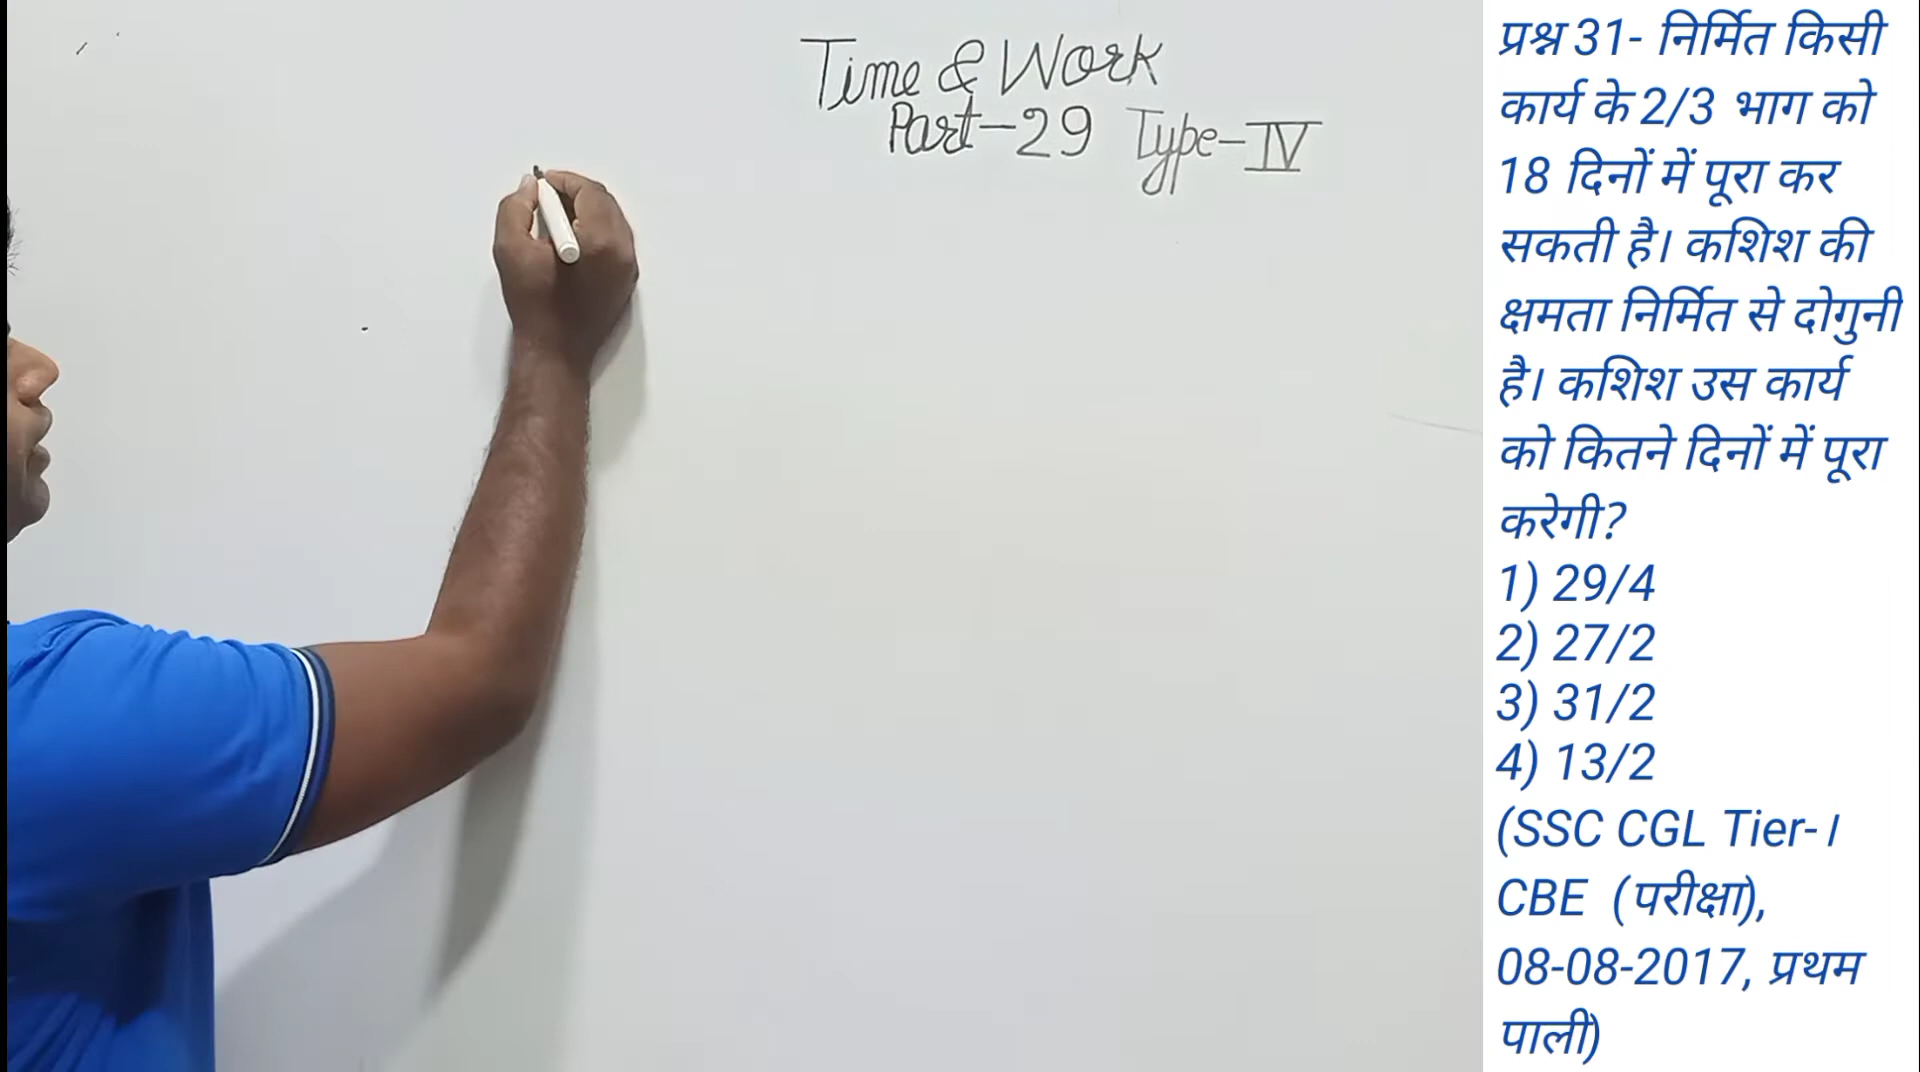 Time & Work
Part-29 Type-IV
प्रश्न 31- निर्मित किसी
कार्य के 2/3 भाग को
18 दिनों में पूरा कर
सकती है। कशिश की
क्षमता निर्मित से दोगुनी
है। कशिश उस कार्य
को कितने दिनों में पूरा
करेगी?
1) 29/4
2) 27/2
3) 31/2
4) 13/2
(SSC CGL Tier-I
CBE (परीक्षा),
08-08-2017, प्रथम
पाली)